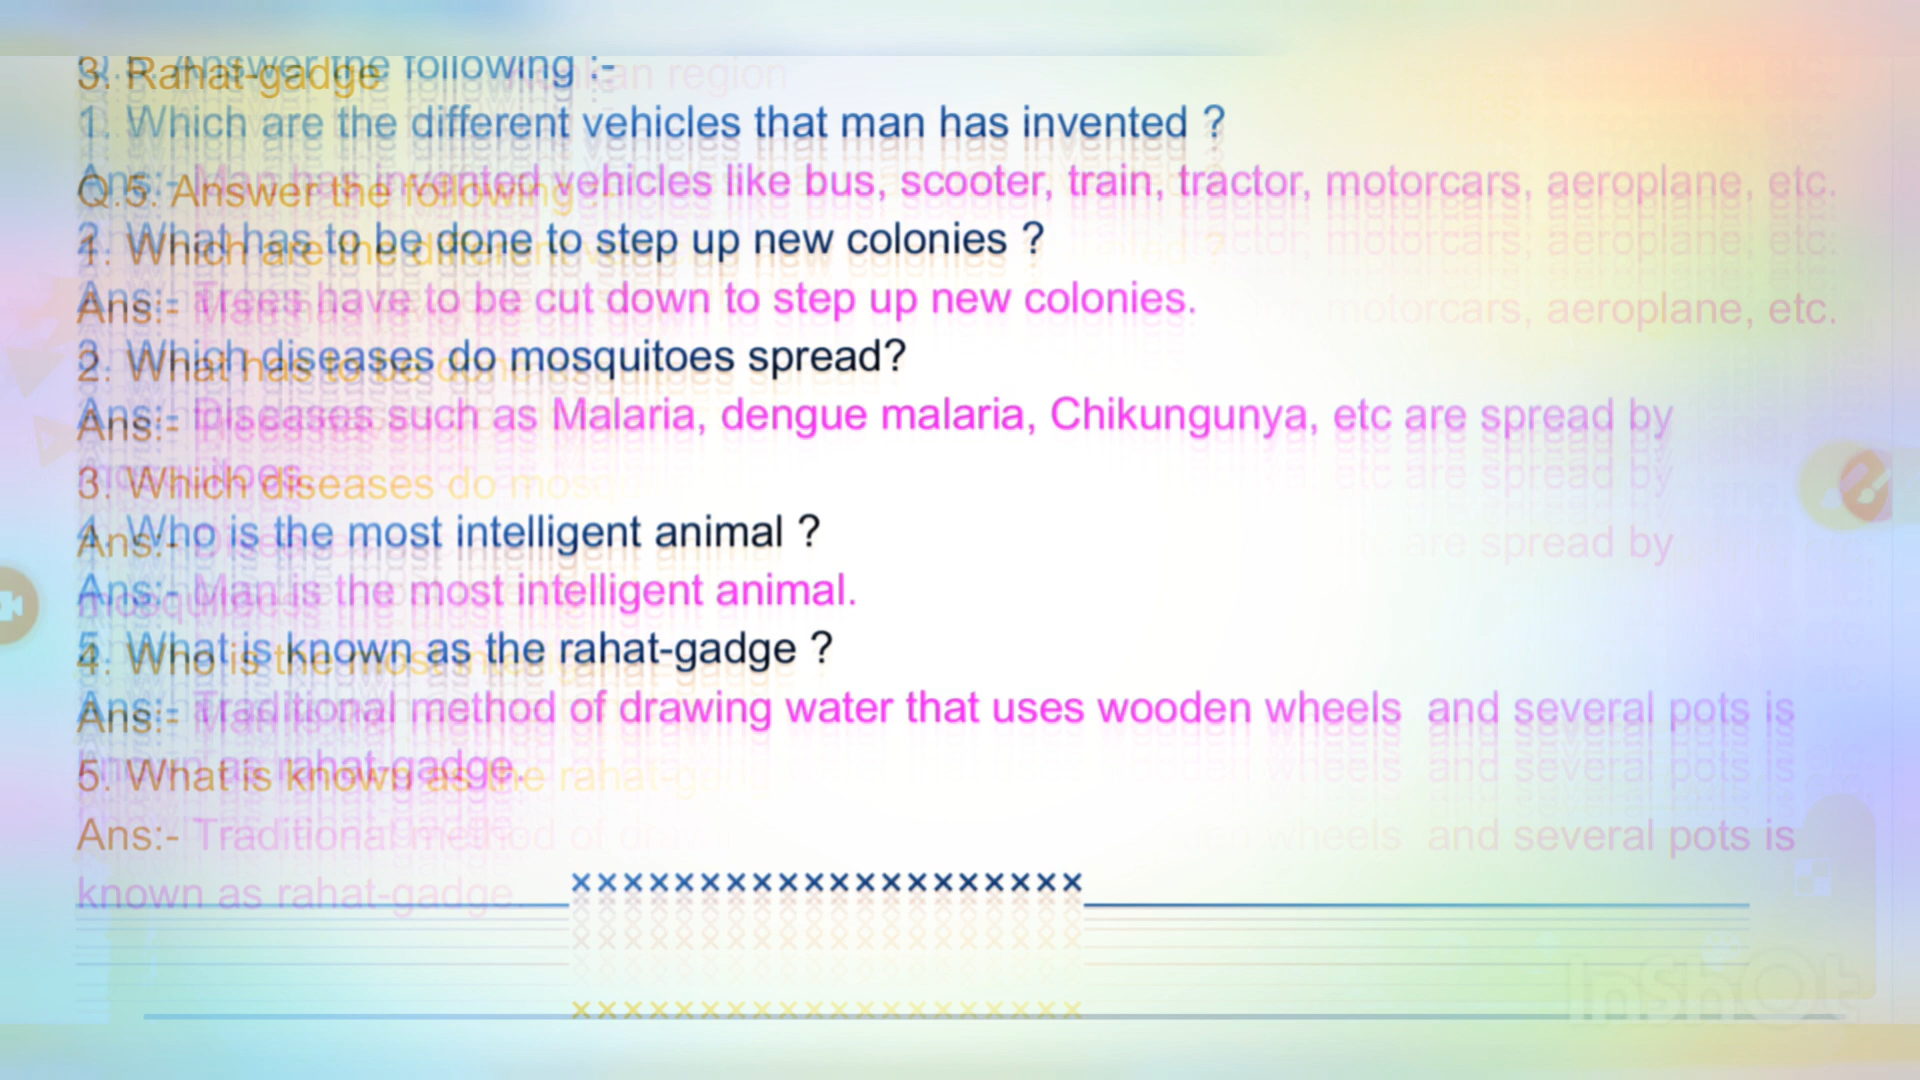 3. Rahat-gadge
Q.5. Answer the following :-
1. Which are the different vehicles that man has invented ?
Ans:- Man has invented vehicles like bus, scooter, train, tractor, motorcars, aeroplane, etc.
2. What has to be done to step up new colonies ?
Ans:- Trees have to be cut down to step up new colonies.
3. Which diseases do mosquitoes spread?
Ans:- Diseases such as Malaria, dengue malaria, Chikungunya, etc are spread by
mosquitoes.
4. Who is the most intelligent animal ?
Ans:- Man is the most intelligent animal.
5. What is known as the rahat-gadge ?
Ans:- Traditional method of drawing water that uses wooden wheels and several pots is
known as rahat-gadge.
××××××××××××××××××××
InShOt